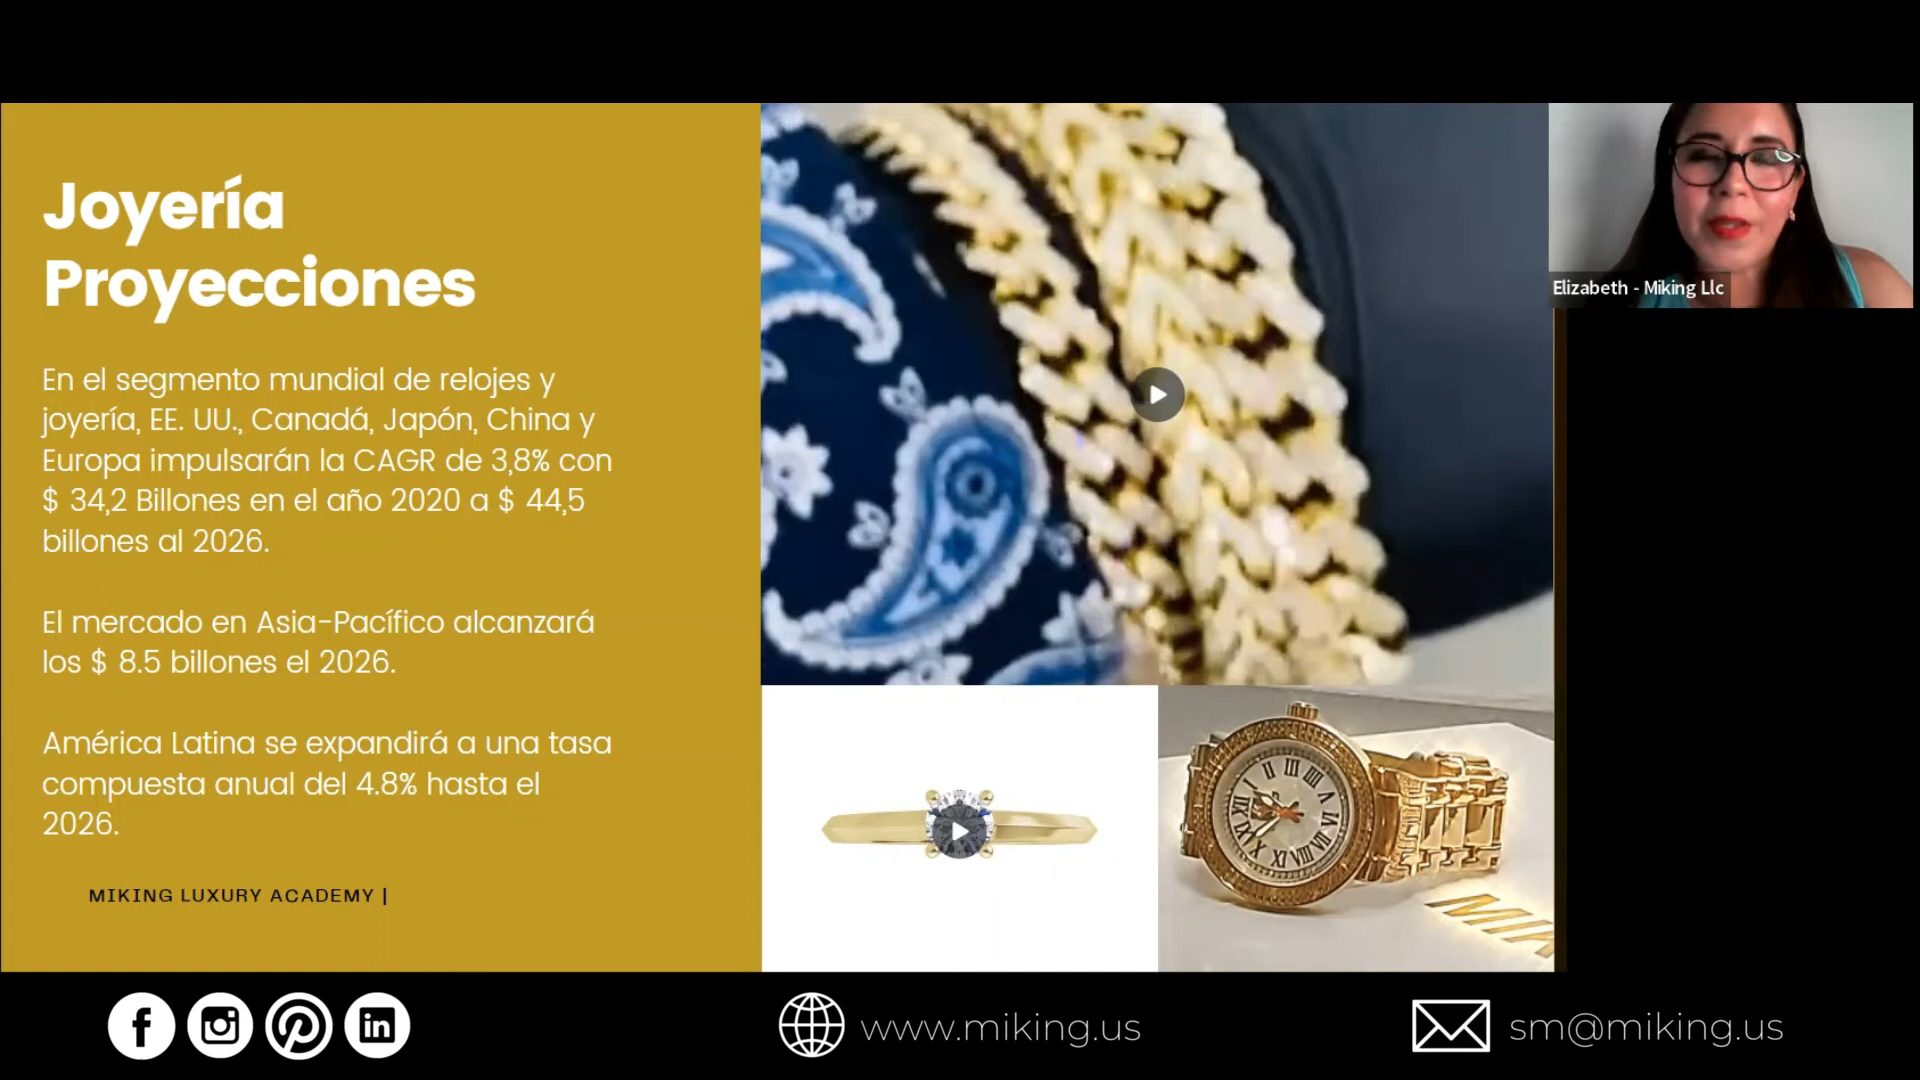 Joyería
Proyecciones
En el segmento mundial de relojes y
joyería, EE. UU., Canadá, Japón, China y
Europa impulsarán la CAGR de 3,8% con
$ 34,2 Billones en el año 2020 a $ 44,5
billones al 2026.
El mercado en Asia-Pacífico alcanzará
los $ 8.5 billones el 2026.
América Latina se expandirá a una tasa
compuesta anual del 4.8% hasta el
2026.
MIKING LUXURY ACADEMY |
Elizabeth - Miking Llc
www.miking.us
sm@miking.us